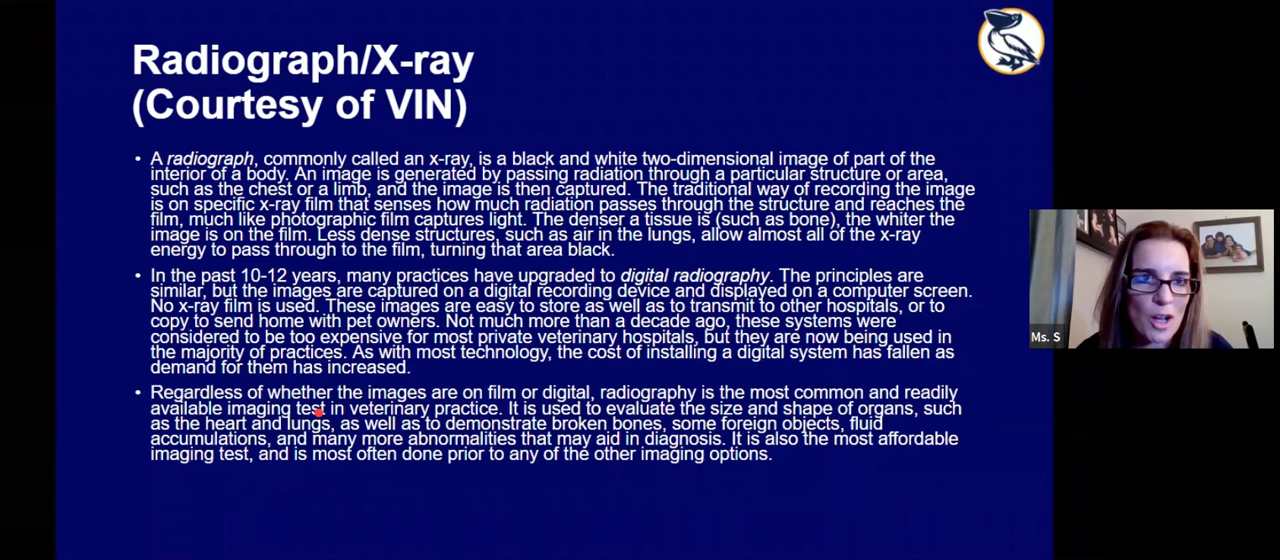 Radiograph/X-ray
(Courtesy of VIN)
• A radiograph, commonly called an x-ray, is a black and white two-dimensional image of part of the
interior of a body. An image is generated by passing radiation through a particular structure or area,
such as the chest or a limb, and the image is then captured. The traditional way of recording the image
is on specific x-ray film that senses how much radiation passes through the structure and reaches the
film, much like photographic film captures light. The denser a tissue is (such as bone), the whiter the
image is on the film. Less dense structures, such as air in the lungs, allow almost all of the x-ray
energy to pass through to the film, turning that area black.
• In the past 10-12 years, many practices have upgraded to digital radiography. The principles are
similar, but the images are captured on a digital recording device and displayed on a computer screen.
No x-ray film is used. These images are easy to store as well as to transmit to other hospitals, or to
copy to send home with pet owners. Not much more than a decade ago, these systems were
considered to be too expensive for most private veterinary hospitals, but they are now being used in
the majority of practices. As with most technology, the cost of installing a digital system has fallen as
demand for them has increased.
• Regardless of whether the images are on film or digital, radiography is the most common and readily
available imaging test in veterinary practice. It is used to evaluate the size and shape of organs, such
as the heart and lungs, as well as to demonstrate broken bones, some foreign objects, fluid
accumulations, and many more abnormalities that may aid in diagnosis. It is also the most affordable
imaging test, and is most often done prior to any of the other imaging options.
Ms. S